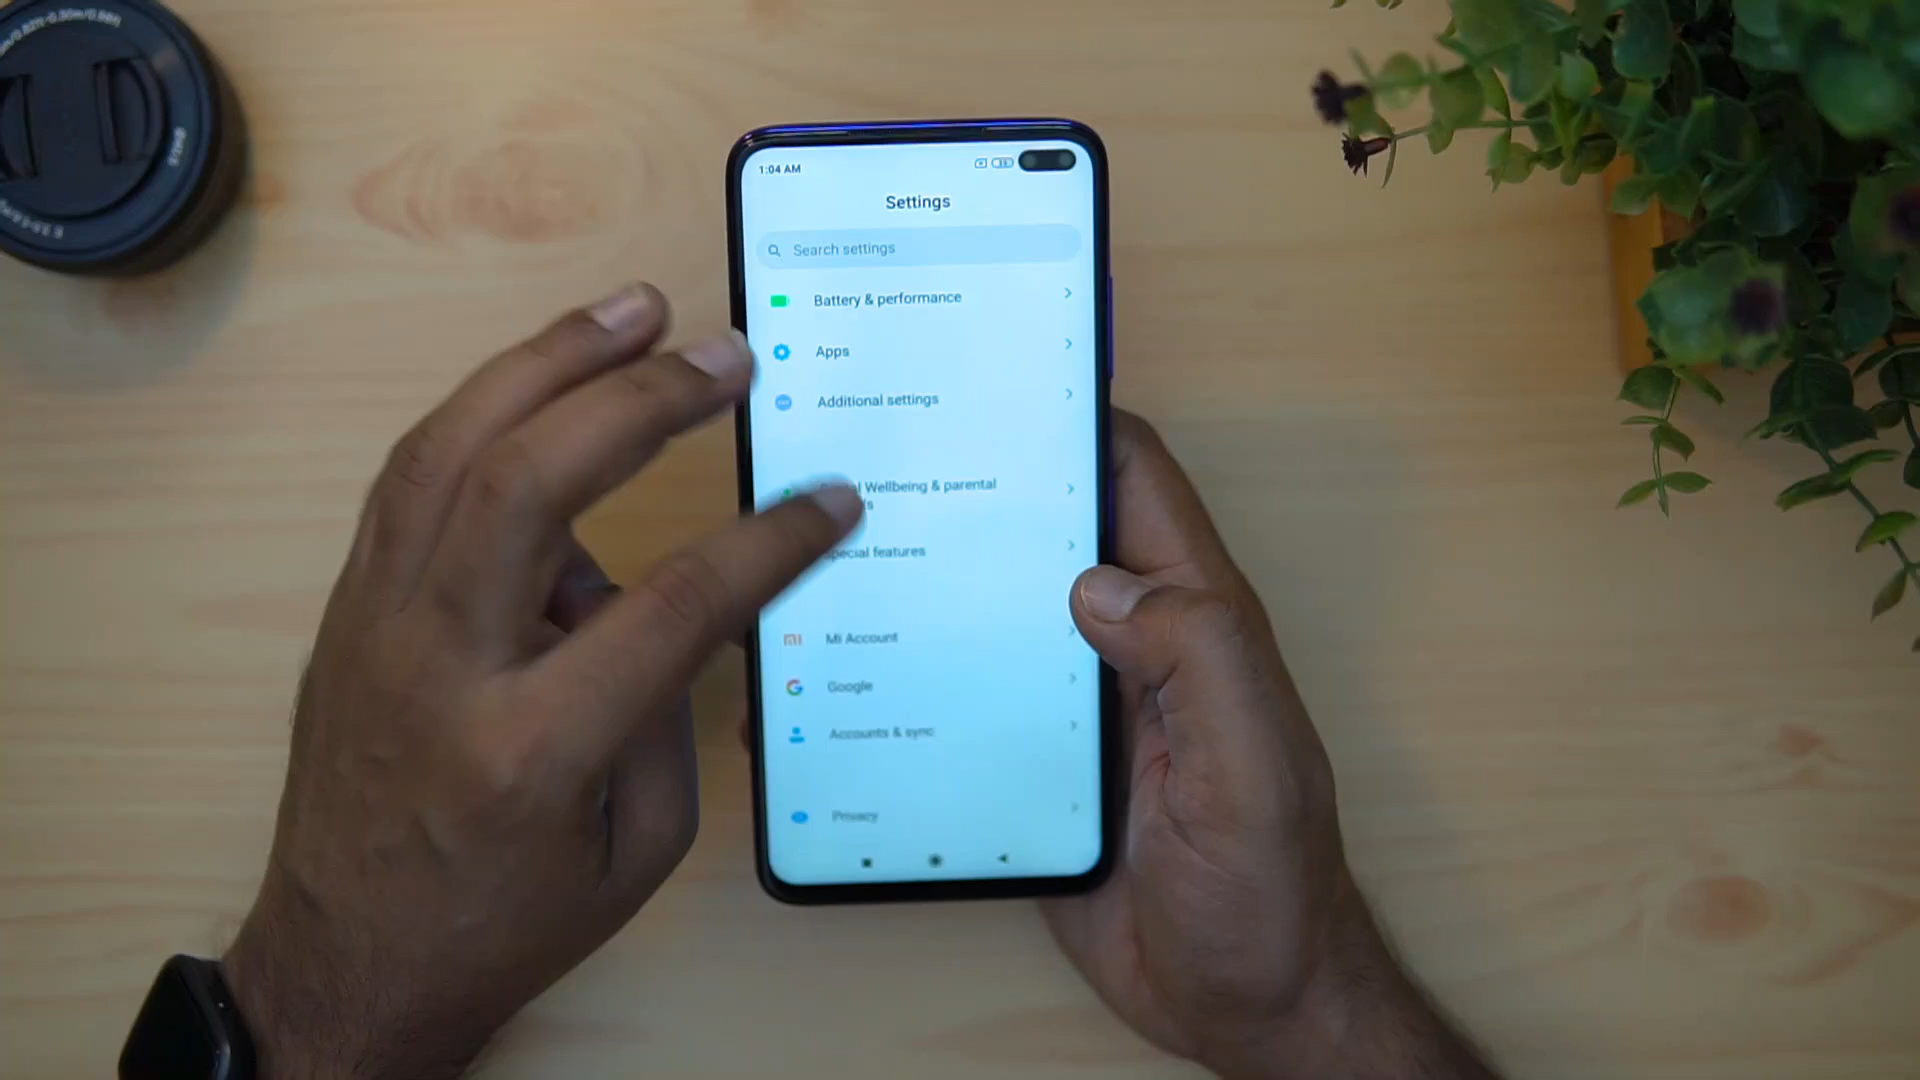 1:04 AM
Settings
Search settings
Battery & performance
Apps
Additional settings
Wellbeing & parental
Special features
Mi Account
Google
Accounts & sync
Privacy